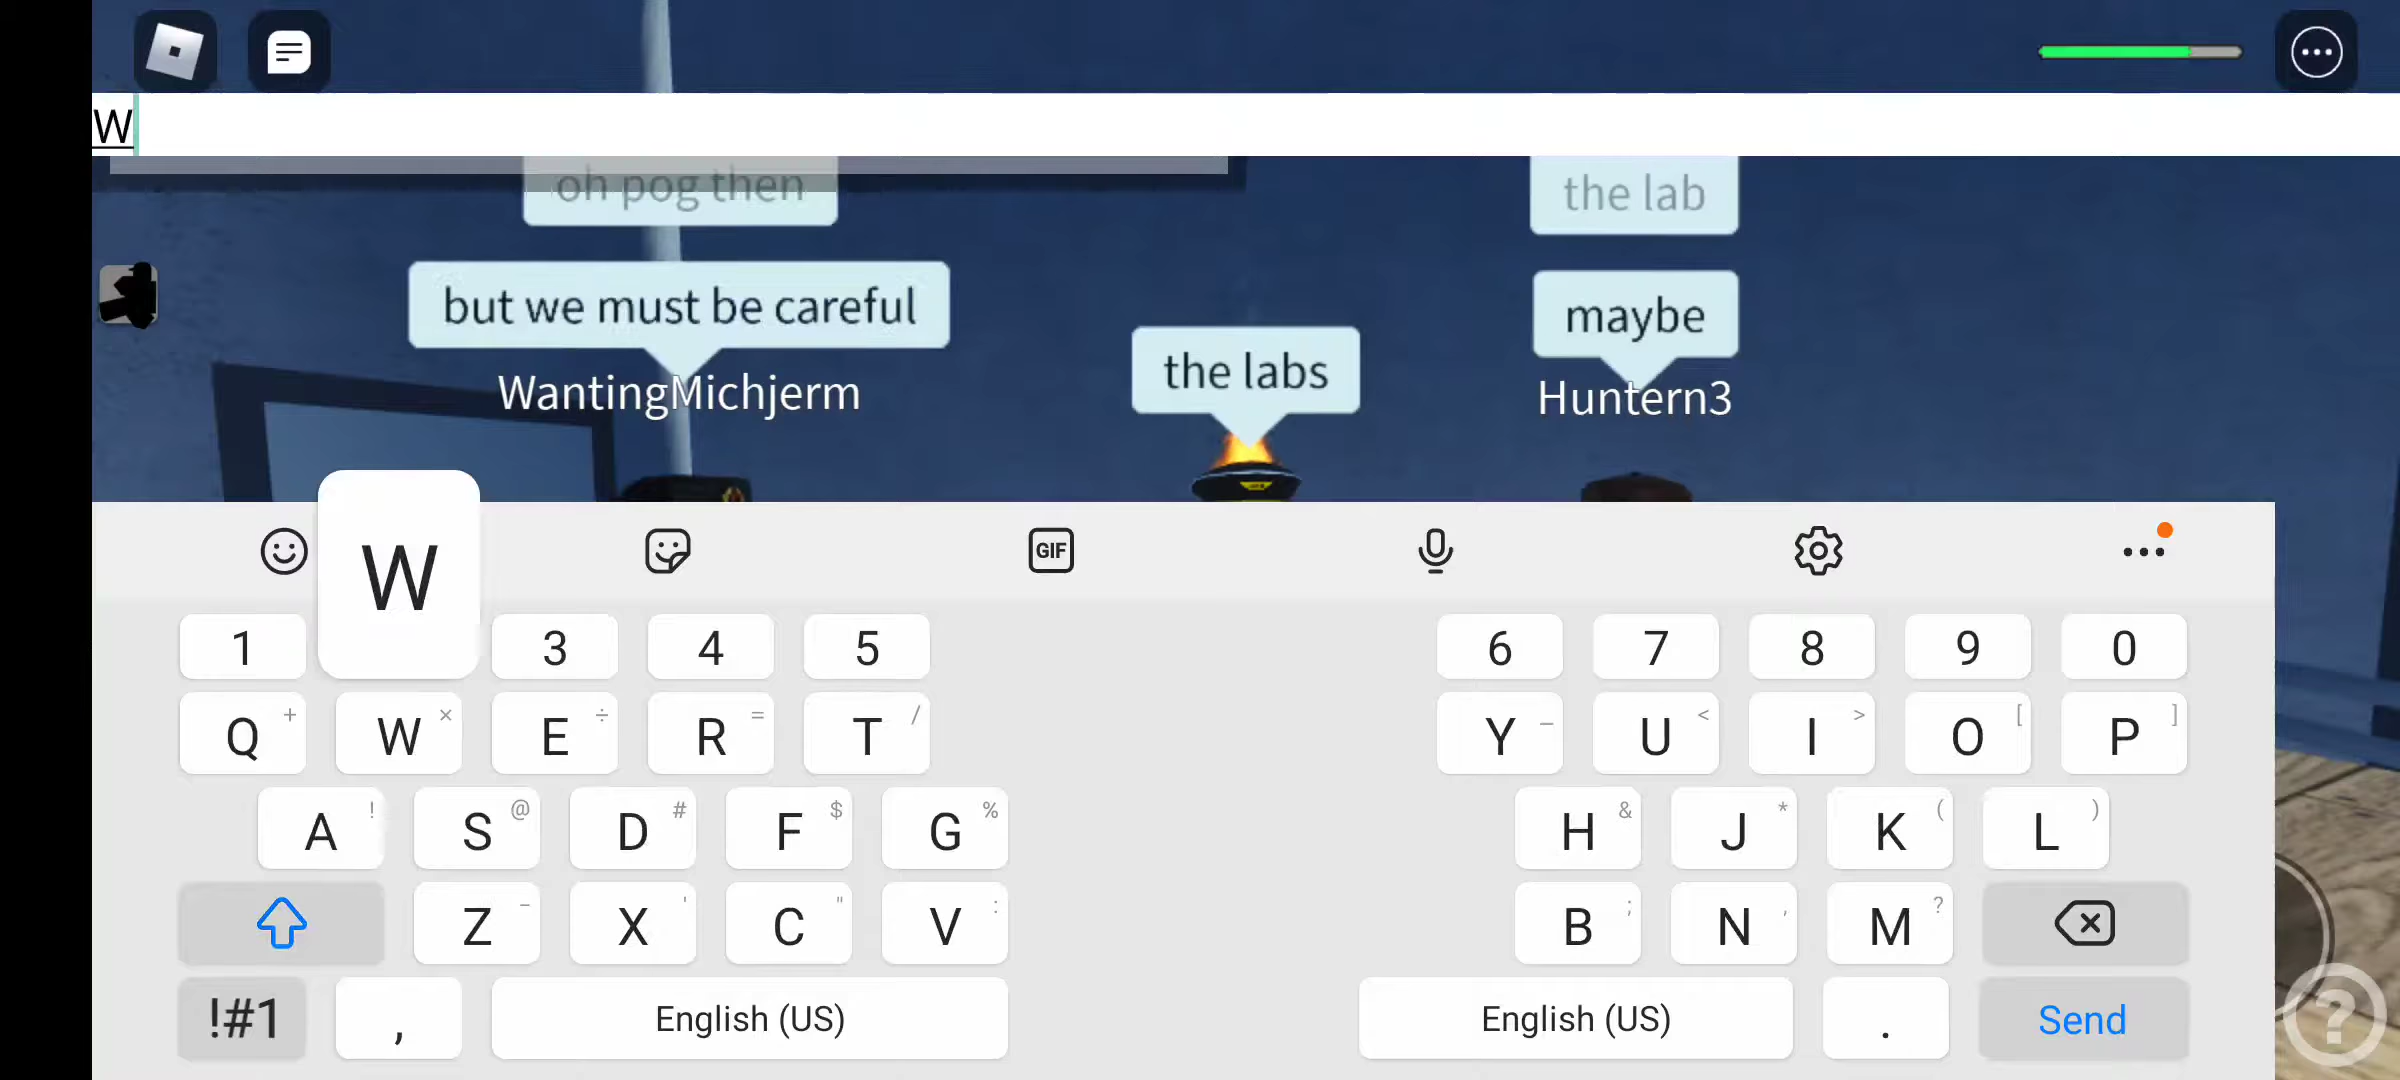 W
oh pog then
the lab
but we must be careful
maybe
the labs
WantingMichjerm
Huntern3
W
GIF
1 3 4 5 6 7 8 9 0
Q + W × E ÷ R = T / Y _ U < I > O [ P ]
A ! S @ D # F $ G % H & J * K ( L )
Z - X ' C " V : B ; N , M ?
!#1 , English (US) English (US) . Send
?